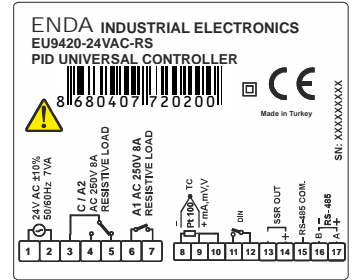 ENDA INDUSTRIAL ELECTRONICS
EU9420-24VAC-RS
PID UNIVERSAL CONTROLLER
8 680407 720200
CE
Made in Turkey
SN: XXXXXXXXX
24V AC ±10%
50/60Hz 7VA
C / A2
AC 250V 8A
RESISTIVE LOAD
A1 AC 250V 8A
RESISTIVE LOAD
TC
Pt 100
+ mA,mV,V
DIN
SSR OUT
RS-485 COM.
RS-485
B −
A +
− +
1 2 3 4 5 6 7 8 9 10 11 12 13 14 15 16 17